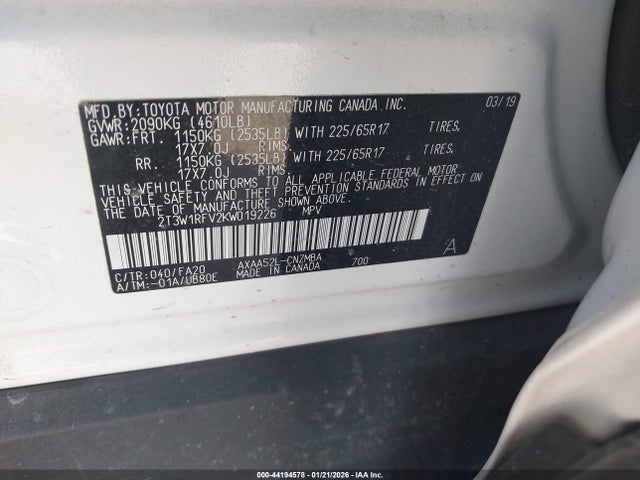 MFD.BY:TOYOTA MOTOR MANUFACTURING CANADA.INC. 03/19
GVWR:2090KG (4610LB)
GAWR:FRT. 1150KG (2535LB) WITH 225/65R17 TIRES,
17X7.0J RIMS,
RR. 1150KG (2535LB) WITH 225/65R17 TIRES,
17X7.0J RIMS,
THIS VEHICLE CONFORMS TO ALL APPLICABLE FEDERAL MOTOR
VEHICLE SAFETY AND THEFT PREVENTION STANDARDS IN EFFECT ON
THE DATE OF MANUFACTURE SHOWN ABOVE.
2T3W1RFV2KW019226 MPV
A
C/TR:040/FA20 AXAA52L-CNZMBA 700
A/TM:-01A/UB80E MADE IN CANADA
000-44194578 --- 01/21/2026 --- IAA Inc.